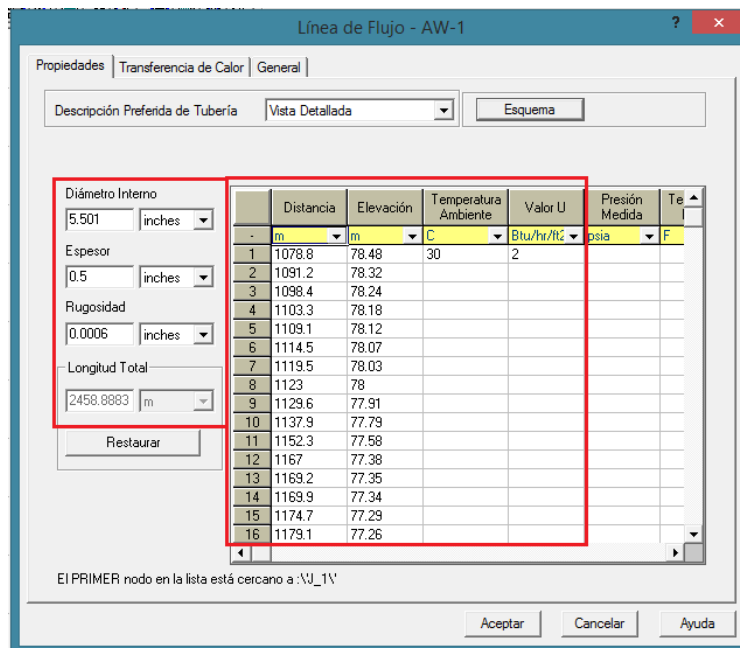 Línea de Flujo - AW-1 ? ×
Propiedades Transferencia de Calor General
Descripción Preferida de Tubería Vista Detallada Esquema
Diámetro Interno
5.501 inches
Espesor
0.5 inches
Rugosidad
0.0006 inches
Longitud Total
2458.8883 m
Restaurar
Distancia Elevación Temperatura Ambiente Valor U Presión Medida Te
- m m C Btu/hr/ft2 psia F
1 1078.8 78.48 30 2
2 1091.2 78.32
3 1098.4 78.24
4 1103.3 78.18
5 1109.1 78.12
6 1114.5 78.07
7 1119.5 78.03
8 1123 78
9 1129.6 77.91
10 1137.9 77.79
11 1152.3 77.58
12 1167 77.38
13 1169.2 77.35
14 1169.9 77.34
15 1174.7 77.29
16 1179.1 77.26
El PRIMER nodo en la lista está cercano a :\'J_1\'
Aceptar Cancelar Ayuda